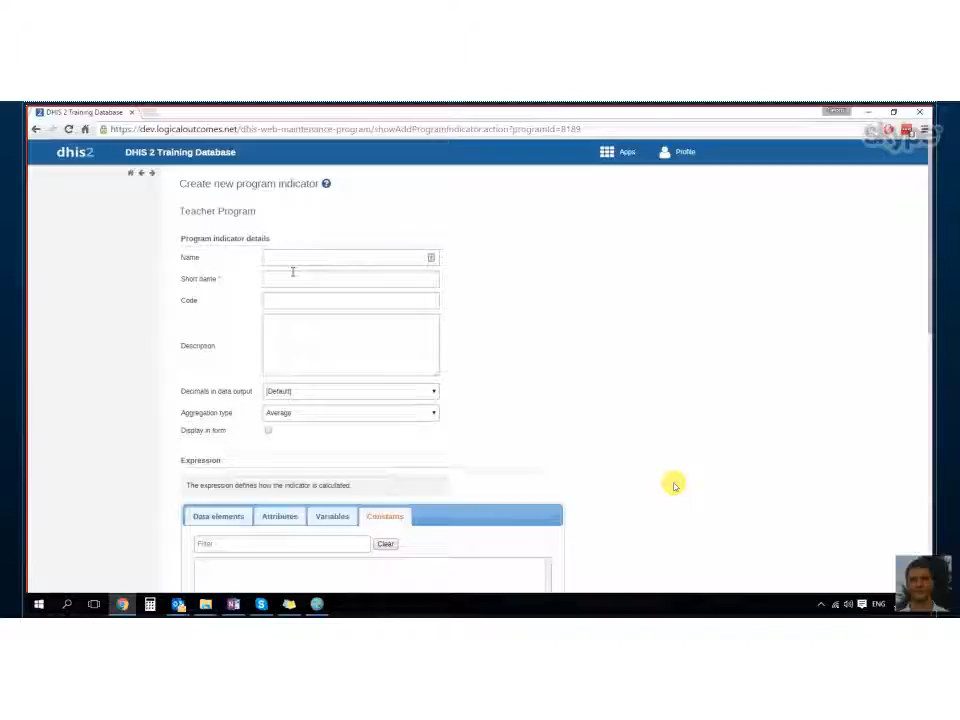 DHIS 2 Training Database
https://dev.logicaloutcomes.net/dhis-web-maintenance-program/showAddProgramIndicator.action?programId=8189
skype
dhis2 DHIS 2 Training Database Apps Profile
Create new program indicator
Teacher Program
Program indicator details
Name
Short name *
Code
Description
Decimals in data output [Default]
Aggregation type Average
Display in form
Expression
The expression defines how the indicator is calculated.
Data elements Attributes Variables Constants
Filter Clear
ENG